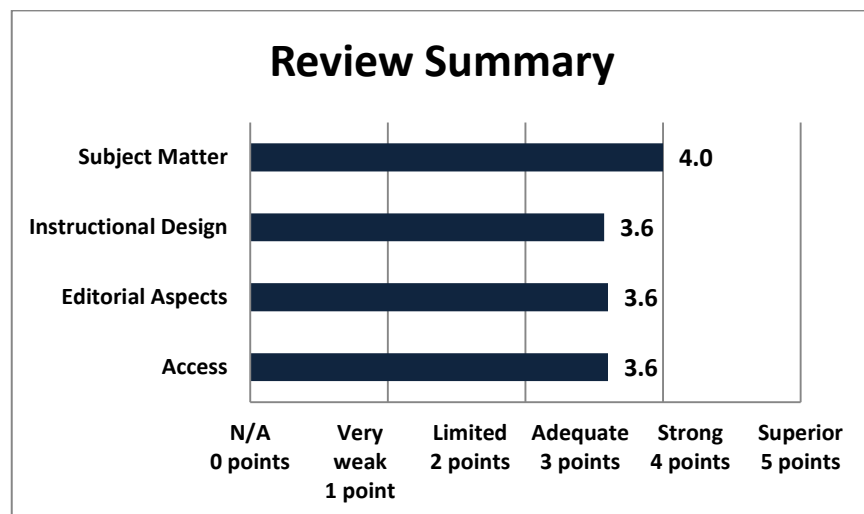 Review Summary
Subject Matter 4.0
Instructional Design 3.6
Editorial Aspects 3.6
Access 3.6
N/A
0 points
Very
weak
1 point
Limited
2 points
Adequate
3 points
Strong
4 points
Superior
5 points